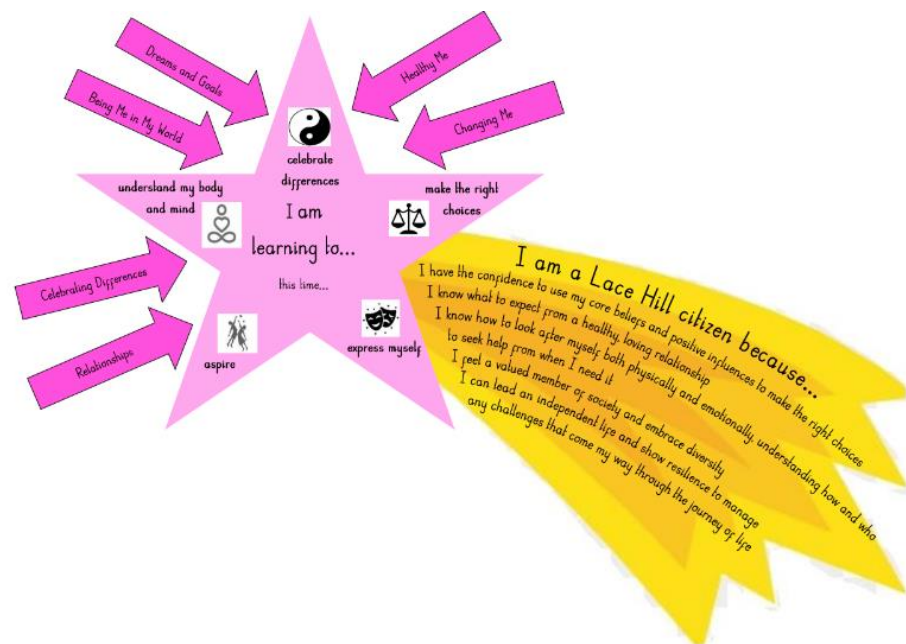 Dreams and Goals
Being Me in My World
Healthy Me
Changing Me
Celebrating Differences
Relationships
celebrate
differences
understand my body
and mind
make the right
choices
I am
learning to...
this time...
aspire
express myself
I am a Lace Hill citizen because...
I have the confidence to use my core beliefs and positive influences to make the right choices
I know what to expect from a healthy, loving relationship
I know how to look after myself both physically and emotionally, understanding how and who
to seek help from when I need it
I feel a valued member of society and embrace diversity
I can lead an independent life and show resilience to manage
any challenges that come my way through the journey of life